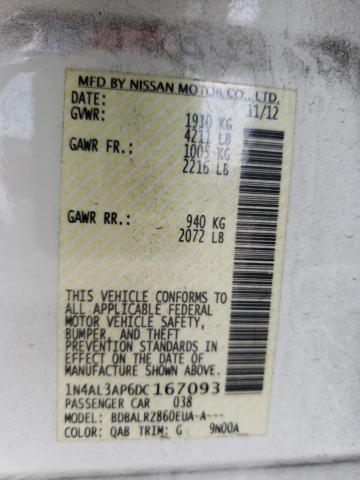 MFD BY NISSAN MOTOR CO., LTD.
DATE: 11/12
GVWR: 1910 KG
4211 LB
GAWR FR: 1005 KG
2216 LB
GAWR RR: 940 KG
2072 LB
THIS VEHICLE CONFORMS TO
ALL APPLICABLE FEDERAL
MOTOR VEHICLE SAFETY,
BUMPER, AND THEFT
PREVENTION STANDARDS
IN EFFECT ON THE DATE OF
MANUFACTURE SHOWN ABOVE.
1N4AL3AP6DC 167093
PASSENGER CAR 038
MODEL: BDBALRZ860EUA-A---
COLOR: QAB TRIM: G 9N00A